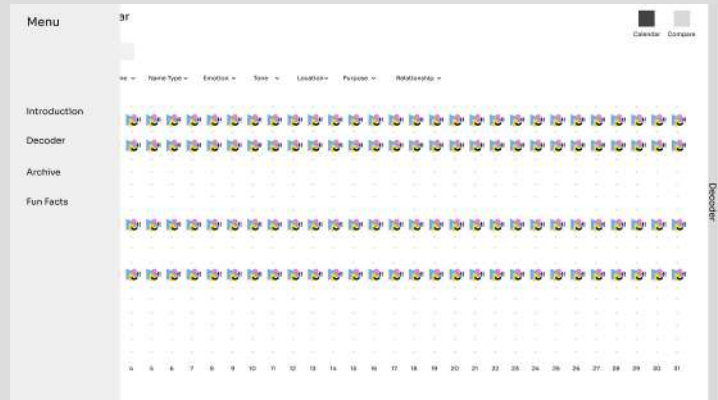 Menu
ar
Calendar Compare
me Name Type Emotion Tone Location Purpose Relationship
Introduction
Decoder
Archive
Fun Facts
Decoder
4 5 6 7 8 9 10 11 12 13 14 15 16 17 18 19 20 21 22 23 24 25 26 27 28 29 30 31